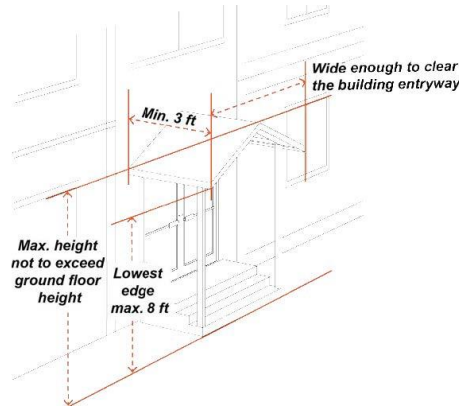 Wide enough to clear
the building entryway
Min. 3 ft
Max. height
not to exceed
ground floor
height
Lowest
edge
max. 8 ft